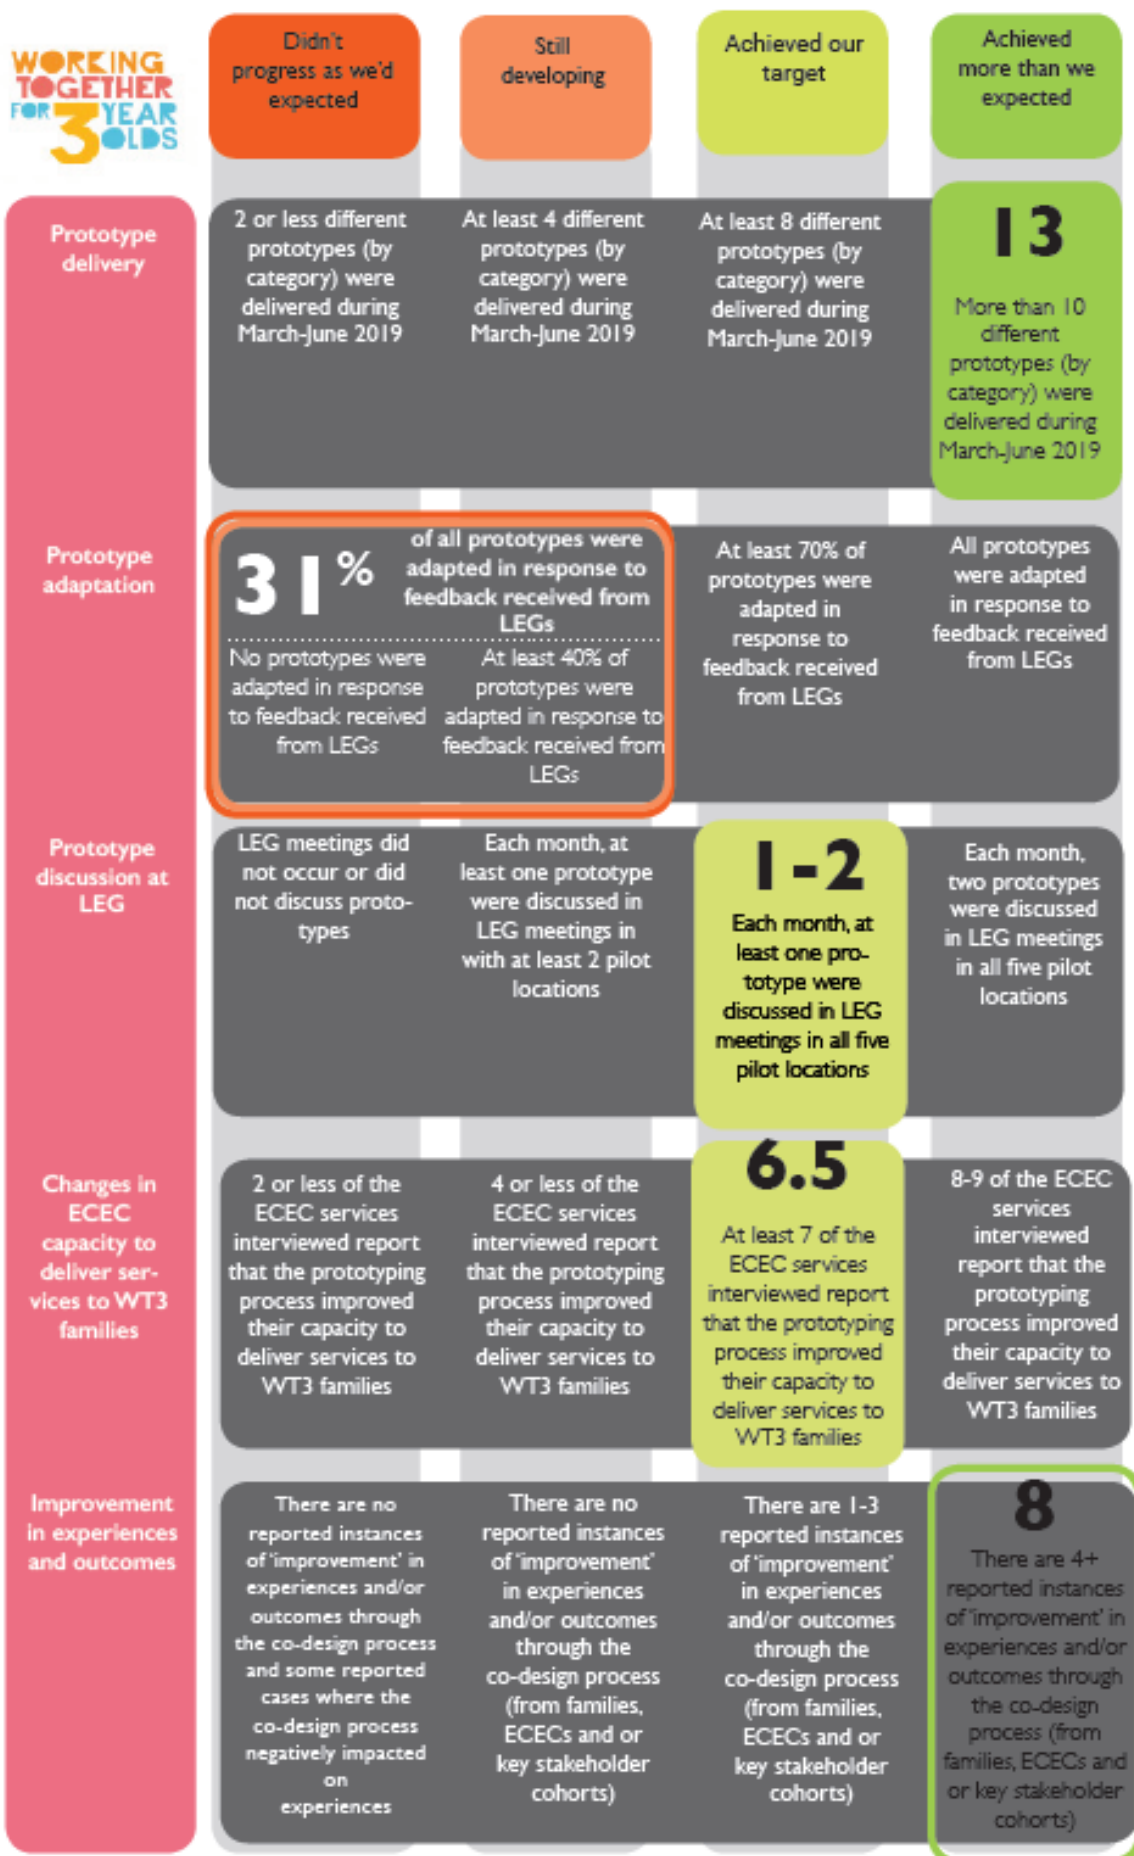 WORKING
TOGETHER
FOR 3 YEAR
OLDS
Didn't
progress as we'd
expected
Still
developing
Achieved our
target
Achieved
more than we
expected
Prototype
delivery
2 or less different
prototypes (by
category) were
delivered during
March-June 2019
At least 4 different
prototypes (by
category) were
delivered during
March-June 2019
At least 8 different
prototypes (by
category) were
delivered during
March-June 2019
13
More than 10
different
prototypes (by
category) were
delivered during
March-June 2019
Prototype
adaptation
31%
of all prototypes were
adapted in response to
feedback received from
LEGs
No prototypes were
adapted in response
to feedback received
from LEGs
At least 40% of
prototypes were
adapted in response to
feedback received from
LEGs
At least 70% of
prototypes were
adapted in
response to
feedback received
from LEGs
All prototypes
were adapted
in response to
feedback received
from LEGs
Prototype
discussion at
LEG
LEG meetings did
not occur or did
not discuss proto-
types
Each month, at
least one prototype
were discussed in
LEG meetings in
with at least 2 pilot
locations
1-2
Each month, at
least one pro-
totype were
discussed in LEG
meetings in all five
pilot locations
Each month,
two prototypes
were discussed
in LEG meetings
in all five pilot
locations
Changes in
ECEC
capacity to
deliver ser-
vices to WT3
families
2 or less of the
ECEC services
interviewed report
that the prototyping
process improved
their capacity to
deliver services to
WT3 families
4 or less of the
ECEC services
interviewed report
that the prototyping
process improved
their capacity to
deliver services to
WT3 families
6.5
At least 7 of the
ECEC services
interviewed report
that the prototyping
process improved
their capacity to
deliver services to
WT3 families
8-9 of the ECEC
services
interviewed
report that the
prototyping
process improved
their capacity to
deliver services to
WT3 families
Improvement
in experiences
and outcomes
There are no
reported instances
of 'improvement' in
experiences and/or
outcomes through
the co-design process
and some reported
cases where the
co-design process
negatively impacted
on
experiences
There are no
reported instances
of 'improvement'
in experiences
and/or outcomes
through the
co-design process
(from families,
ECECs and or
key stakeholder
cohorts)
There are 1-3
reported instances
of 'improvement'
in experiences
and/or outcomes
through the
co-design process
(from families,
ECECs and or
key stakeholder
cohorts)
8
There are 4+
reported instances
of 'improvement' in
experiences and/or
outcomes through
the co-design
process (from
families, ECECs and
or key stakeholder
cohorts)